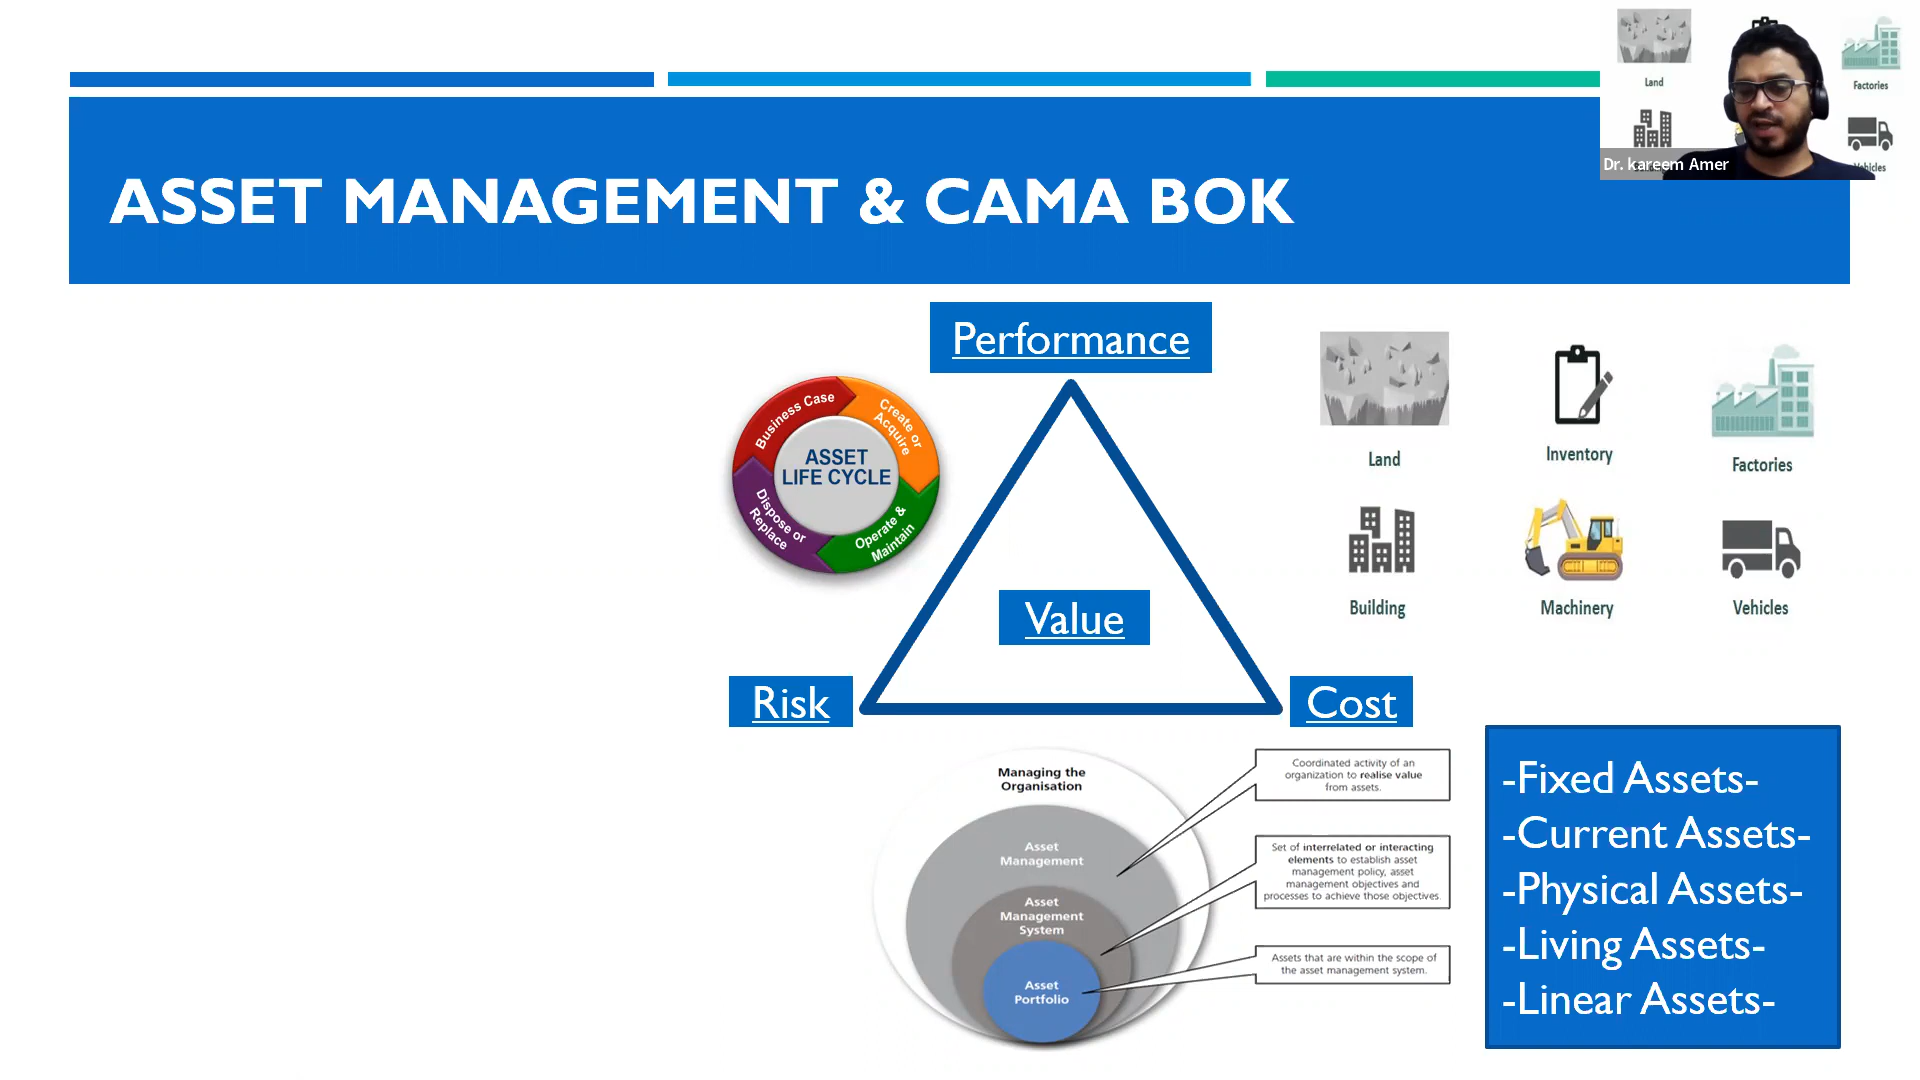 Land
Factories
Dr. kareem Amer
ASSET MANAGEMENT & CAMA BOK
Performance
Business Case
Create or
Acquire
ASSET
LIFE CYCLE
Dispose or
Replace
Operate &
Maintain
Value
Risk
Cost
Land
Inventory
Factories
Building
Machinery
Vehicles
Managing the
Organisation
Asset
Management
Asset
Management
System
Asset
Portfolio
Coordinated activity of an
organization to realise value
from assets.
Set of interrelated or interacting
elements to establish asset
management policy, asset
management objectives and
processes to achieve those objectives.
Assets that are within the scope of
the asset management system.
-Fixed Assets-
-Current Assets-
-Physical Assets-
-Living Assets-
-Linear Assets-